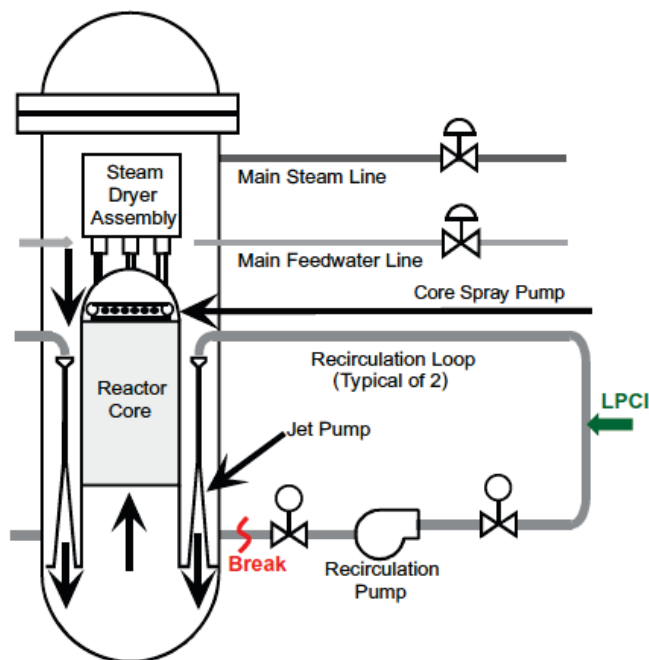 Steam
Dryer
Assembly
Main Steam Line
Main Feedwater Line
Core Spray Pump
Recirculation Loop
(Typical of 2)
Reactor
Core
LPCI
Jet Pump
Break
Recirculation
Pump